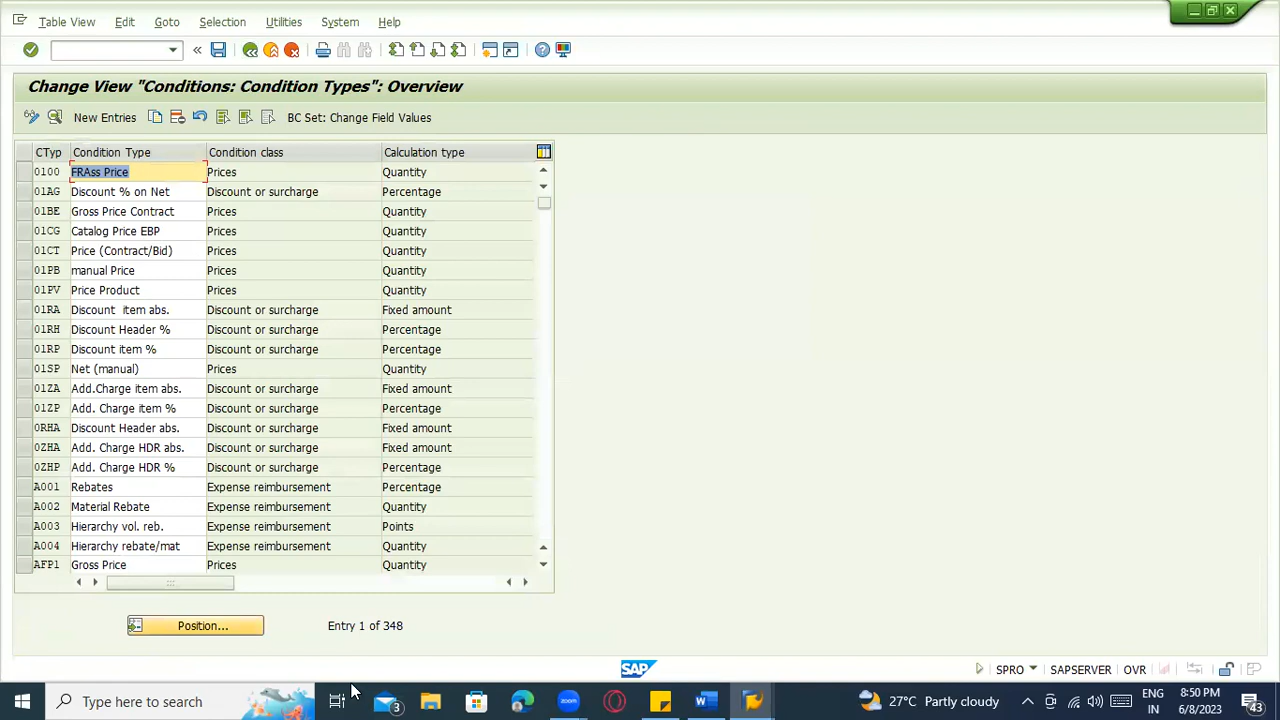 Table View Edit Goto Selection Utilities System Help
Change View "Conditions: Condition Types": Overview
New Entries BC Set: Change Field Values
CTyp Condition Type Condition class Calculation type
0100 FRAss Price Prices Quantity
01AG Discount % on Net Discount or surcharge Percentage
01BE Gross Price Contract Prices Quantity
01CG Catalog Price EBP Prices Quantity
01CT Price (Contract/Bid) Prices Quantity
01PB manual Price Prices Quantity
01PV Price Product Prices Quantity
01RA Discount item abs. Discount or surcharge Fixed amount
01RH Discount Header % Discount or surcharge Percentage
01RP Discount item % Discount or surcharge Percentage
01SP Net (manual) Prices Quantity
01ZA Add.Charge item abs. Discount or surcharge Fixed amount
01ZP Add. Charge item % Discount or surcharge Percentage
0RHA Discount Header abs. Discount or surcharge Fixed amount
0ZHA Add. Charge HDR abs. Discount or surcharge Fixed amount
0ZHP Add. Charge HDR % Discount or surcharge Percentage
A001 Rebates Expense reimbursement Percentage
A002 Material Rebate Expense reimbursement Quantity
A003 Hierarchy vol. reb. Expense reimbursement Points
A004 Hierarchy rebate/mat Expense reimbursement Quantity
AFP1 Gross Price Prices Quantity
Position... Entry 1 of 348
SAP SPRO SAPSERVER OVR
Type here to search 3 zoom 27°C Partly cloudy ENG IN 8:50 PM 6/8/2023 43